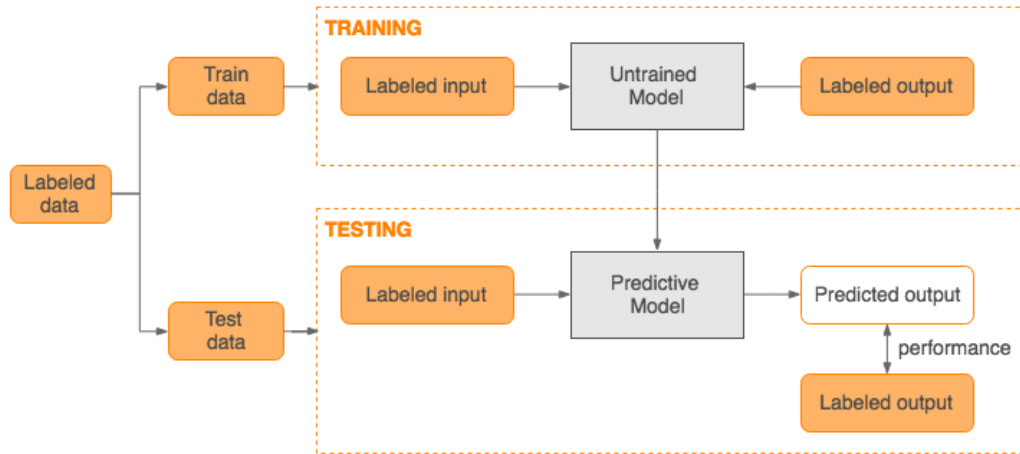 TRAINING
Train
data
Labeled input
Untrained
Model
Labeled output
Labeled
data
TESTING
Test
data
Labeled input
Predictive
Model
Predicted output
performance
Labeled output